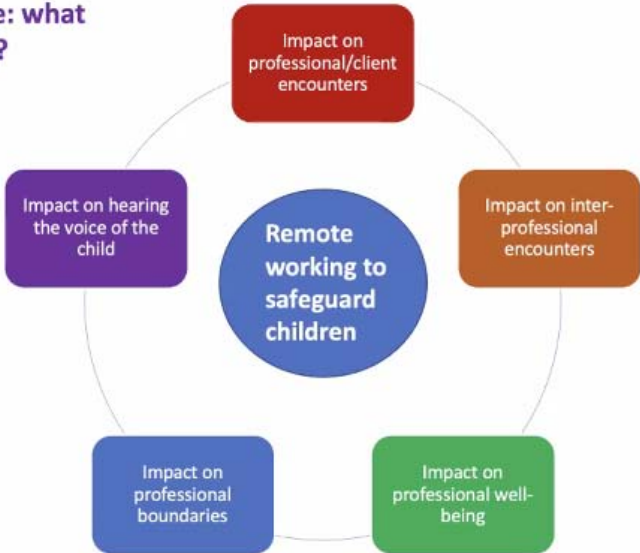 e: what
?
Impact on
professional/client
encounters
Impact on hearing
the voice of the
child
Impact on inter-
professional
encounters
Remote
working to
safeguard
children
Impact on
professional
boundaries
Impact on
professional well-
being